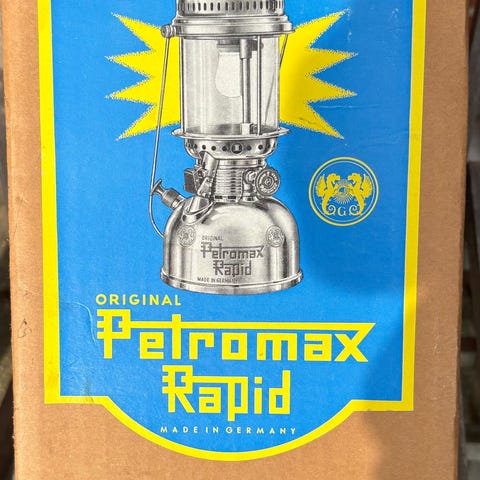 ORIGINAL
Petromax
Rapid
MADE IN GERMANY
G
ORIGINAL
Petromax
Rapid
MADE IN GERMANY